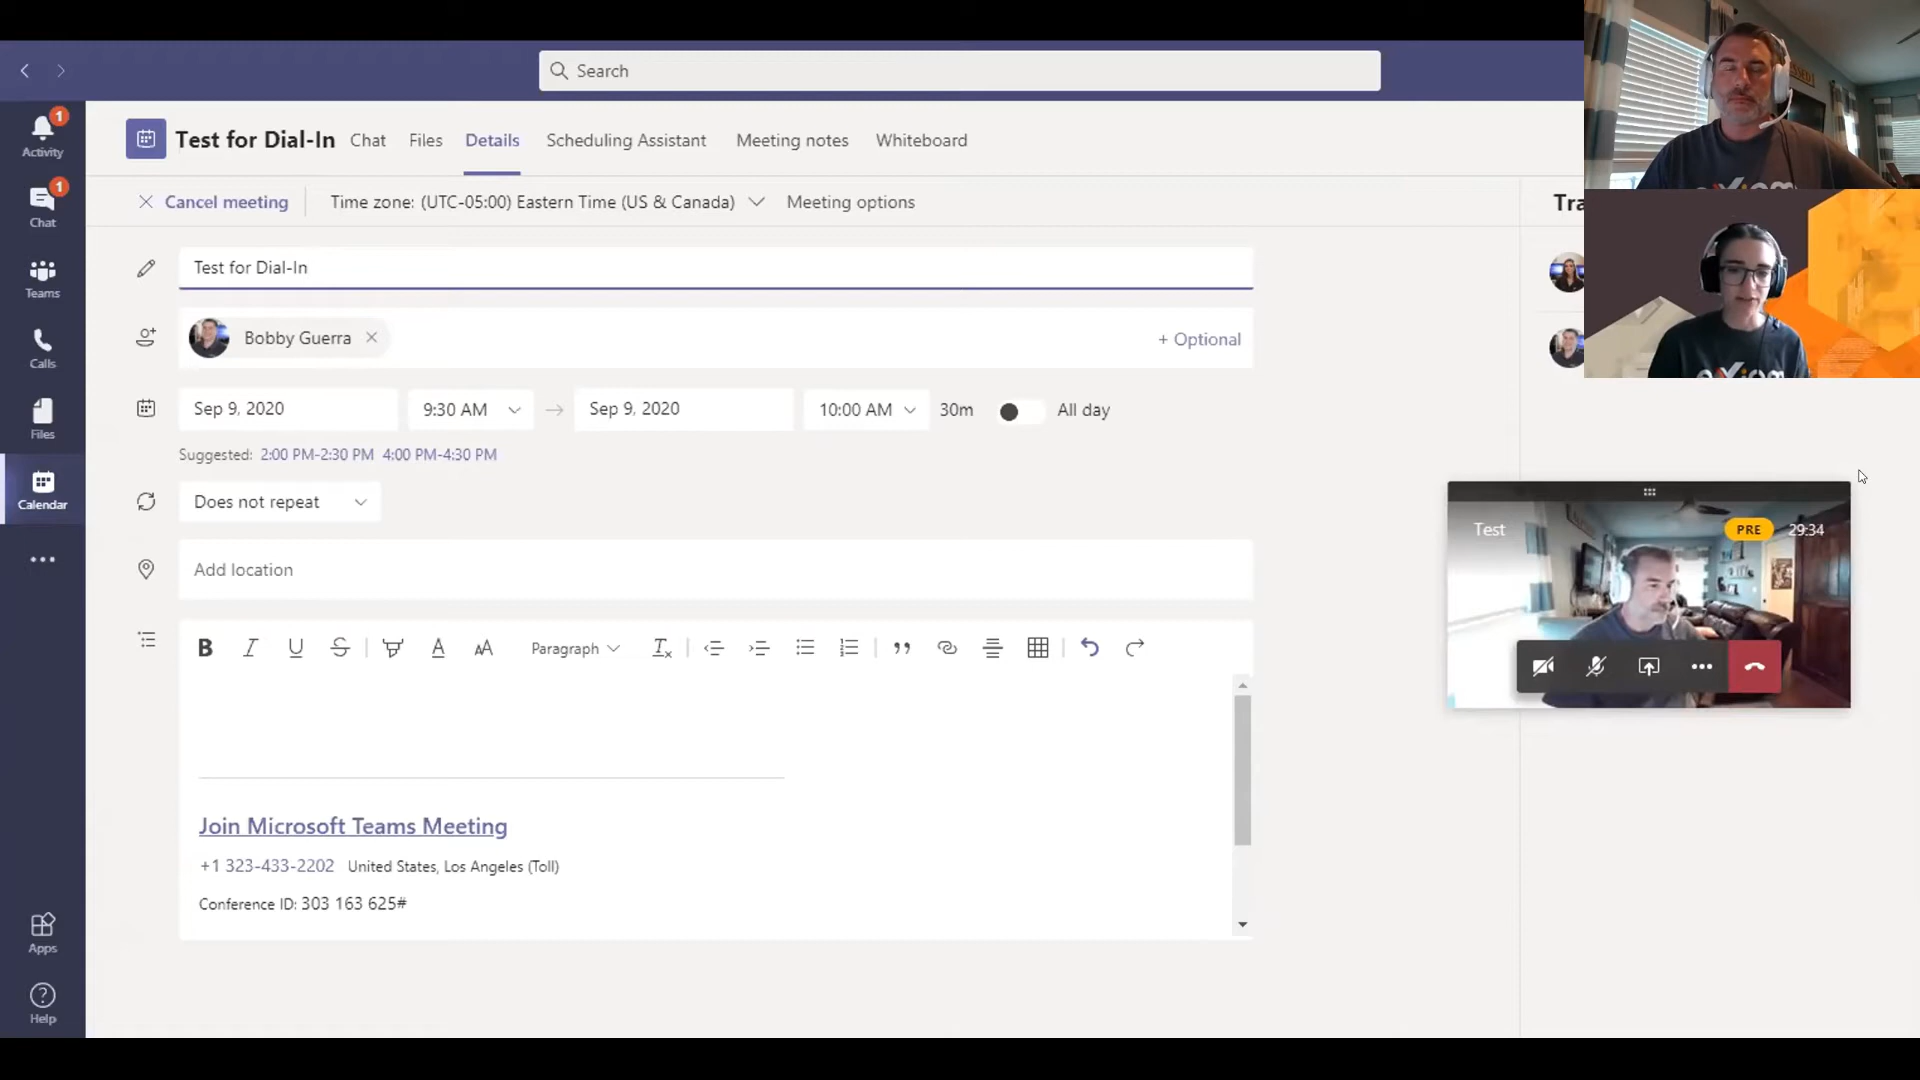 Search
1
Activity
1
Chat
Teams
Calls
Files
Calendar
Apps
Help
Test for Dial-In Chat Files Details Scheduling Assistant Meeting notes Whiteboard
Cancel meeting Time zone: (UTC-05:00) Eastern Time (US & Canada) Meeting options
Test for Dial-In
Bobby Guerra + Optional
Sep 9, 2020 9:30 AM Sep 9, 2020 10:00 AM 30m All day
Suggested: 2:00 PM-2:30 PM 4:00 PM-4:30 PM
Does not repeat
Add location
B I U S A AA Paragraph
Join Microsoft Teams Meeting
+1 323-433-2202 United States, Los Angeles (Toll)
Conference ID: 303 163 625#
Tra
Test PRE 29:34